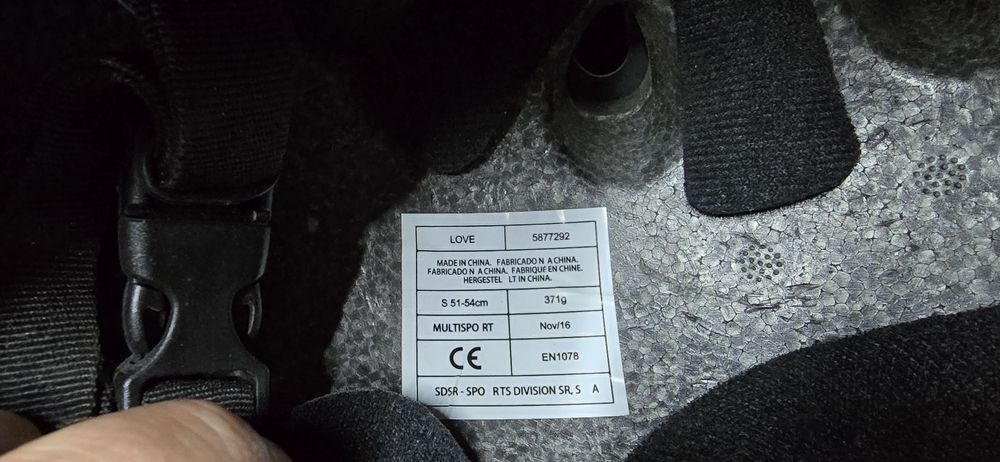 LOVE 5877292
MADE IN CHINA. FABRICADO N A CHINA.
FABRICADO N A CHINA. FABRIQUÉ EN CHINE.
HERGESTEL LT IN CHINA.
S 51-54cm 371g
MULTISPO RT Nov/16
CE EN1078
SDSR - SPO RTS DIVISION SR, S A